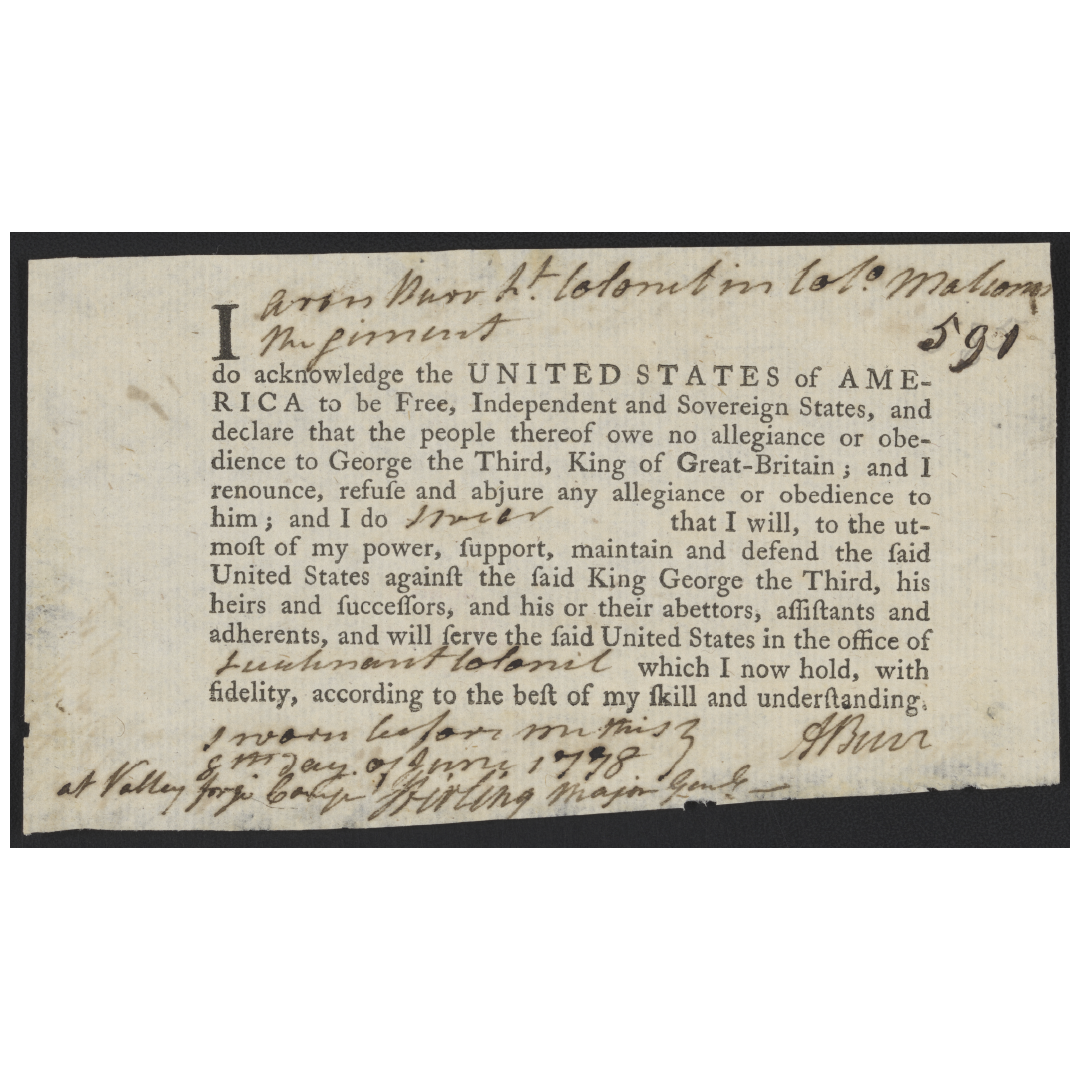 I aron Burr Lt. Colonel in Colo. Malcoms
Regiment
591
do acknowledge the UNITED STATES of AME-
RICA to be Free, Independent and Sovereign States, and
declare that the people thereof owe no allegiance or obe-
dience to George the Third, King of Great-Britain; and I
renounce, refuſe and abjure any allegiance or obedience to
him; and I do swear that I will, to the ut-
moſt of my power, ſupport, maintain and defend the ſaid
United States againſt the ſaid King George the Third, his
heirs and ſucceſſors, and his or their abettors, aſſiſtants and
adherents, and will ſerve the ſaid United States in the office of
Lieutenant Colonel which I now hold, with
fidelity, according to the beſt of my ſkill and underſtanding.
sworn before me this
ABurr
8th Day of June 1778
at Valley forge Camp Stirling Major Genl.